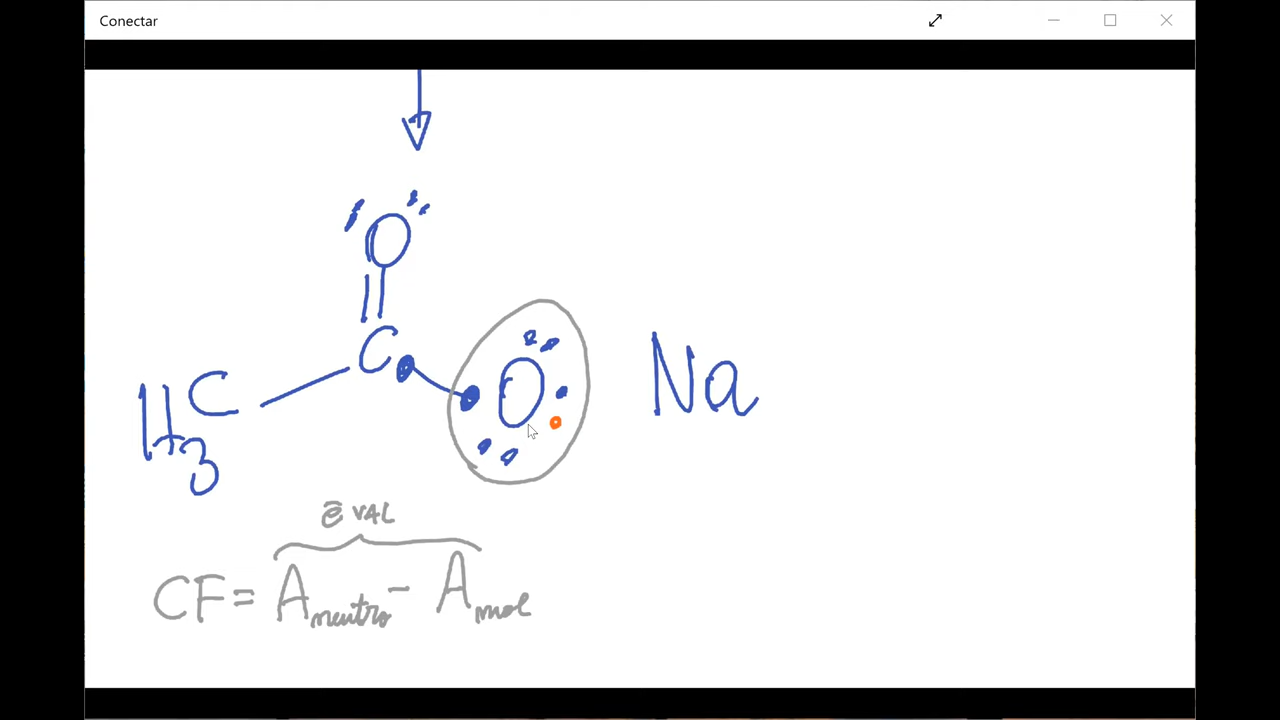 Conectar
O
C
H3C
O
Na
e̅ VAL
CF = Aneutro - Amol